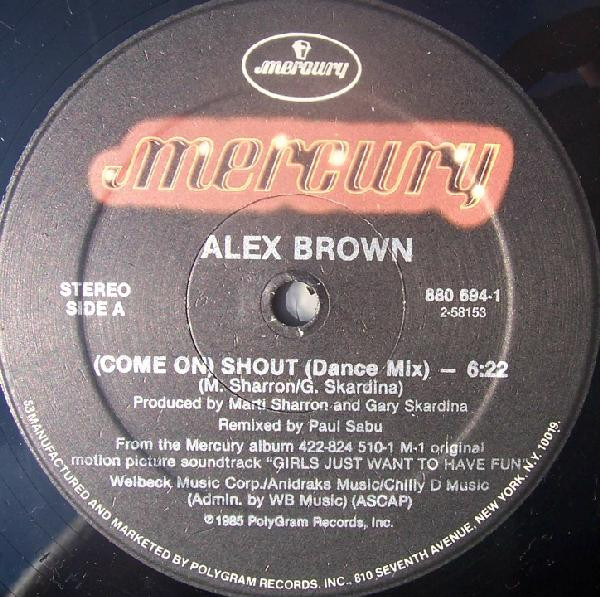 mercury
mercury
ALEX BROWN
STEREO
SIDE A
880 694-1
2-58153
(COME ON) SHOUT (Dance Mix) – 6:22
(M. Sharron/G. Skardina)
Produced by Marti Sharron and Gary Skardina
Remixed by Paul Sabu
From the Mercury album 422-824 510-1 M-1 original
motion picture soundtrack "GIRLS JUST WANT TO HAVE FUN"
Welbeck Music Corp./Anidraks Music/Chilly D Music
(Admin. by WB Music) (ASCAP)
℗1985 PolyGram Records, Inc.
53 MANUFACTURED AND MARKETED BY POLYGRAM RECORDS, INC., 810 SEVENTH AVENUE, NEW YORK, N.Y. 10019.